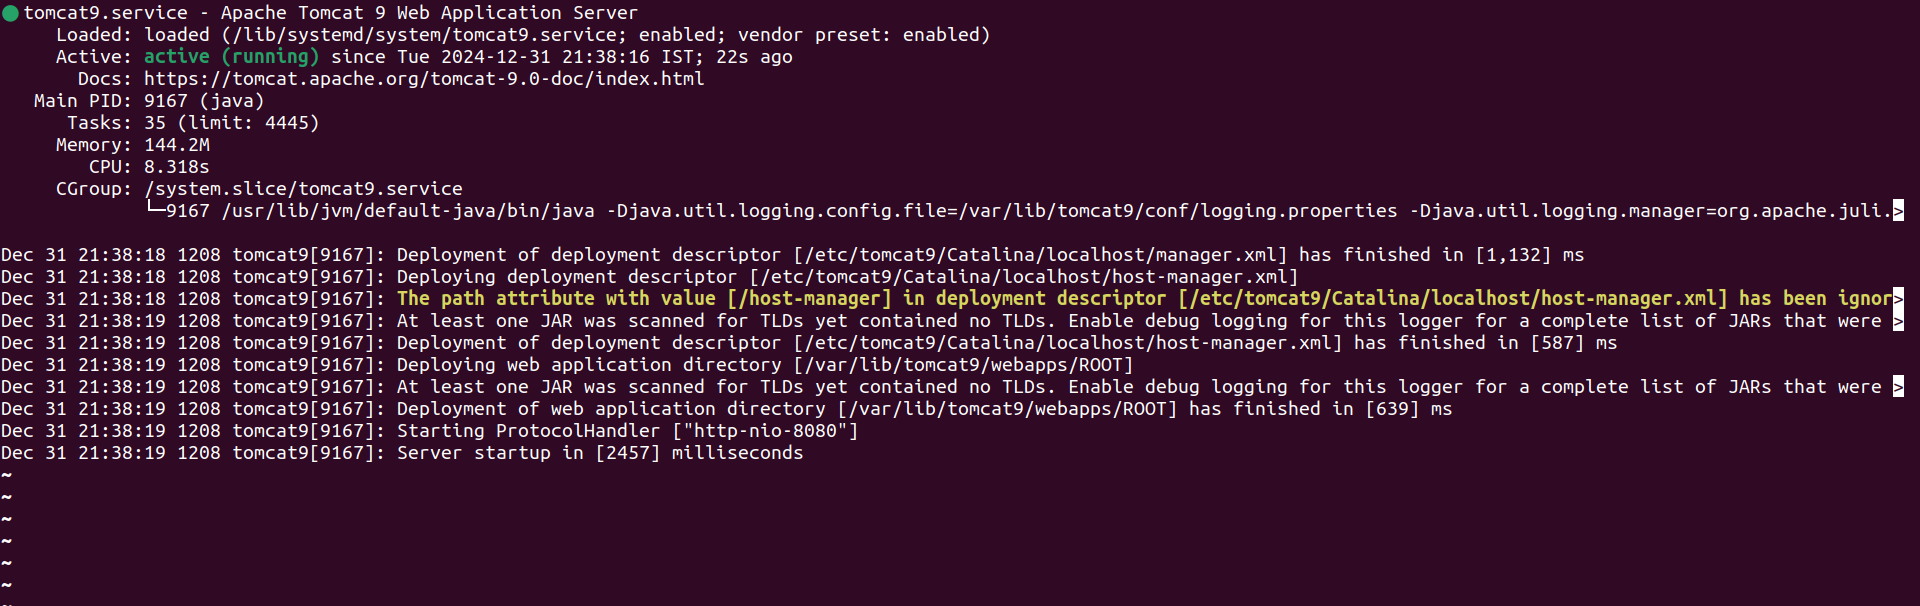 tomcat9.service - Apache Tomcat 9 Web Application Server
Loaded: loaded (/lib/systemd/system/tomcat9.service; enabled; vendor preset: enabled)
Active: active (running) since Tue 2024-12-31 21:38:16 IST; 22s ago
Docs: https://tomcat.apache.org/tomcat-9.0-doc/index.html
Main PID: 9167 (java)
Tasks: 35 (limit: 4445)
Memory: 144.2M
CPU: 8.318s
CGroup: /system.slice/tomcat9.service
└─9167 /usr/lib/jvm/default-java/bin/java -Djava.util.logging.config.file=/var/lib/tomcat9/conf/logging.properties -Djava.util.logging.manager=org.apache.juli.>
Dec 31 21:38:18 1208 tomcat9[9167]: Deployment of deployment descriptor [/etc/tomcat9/Catalina/localhost/manager.xml] has finished in [1,132] ms
Dec 31 21:38:18 1208 tomcat9[9167]: Deploying deployment descriptor [/etc/tomcat9/Catalina/localhost/host-manager.xml]
Dec 31 21:38:18 1208 tomcat9[9167]: The path attribute with value [/host-manager] in deployment descriptor [/etc/tomcat9/Catalina/localhost/host-manager.xml] has been ignor>
Dec 31 21:38:19 1208 tomcat9[9167]: At least one JAR was scanned for TLDs yet contained no TLDs. Enable debug logging for this logger for a complete list of JARs that were >
Dec 31 21:38:19 1208 tomcat9[9167]: Deployment of deployment descriptor [/etc/tomcat9/Catalina/localhost/host-manager.xml] has finished in [587] ms
Dec 31 21:38:19 1208 tomcat9[9167]: Deploying web application directory [/var/lib/tomcat9/webapps/ROOT]
Dec 31 21:38:19 1208 tomcat9[9167]: At least one JAR was scanned for TLDs yet contained no TLDs. Enable debug logging for this logger for a complete list of JARs that were >
Dec 31 21:38:19 1208 tomcat9[9167]: Deployment of web application directory [/var/lib/tomcat9/webapps/ROOT] has finished in [639] ms
Dec 31 21:38:19 1208 tomcat9[9167]: Starting ProtocolHandler ["http-nio-8080"]
Dec 31 21:38:19 1208 tomcat9[9167]: Server startup in [2457] milliseconds
~
~
~
~
~
~
~